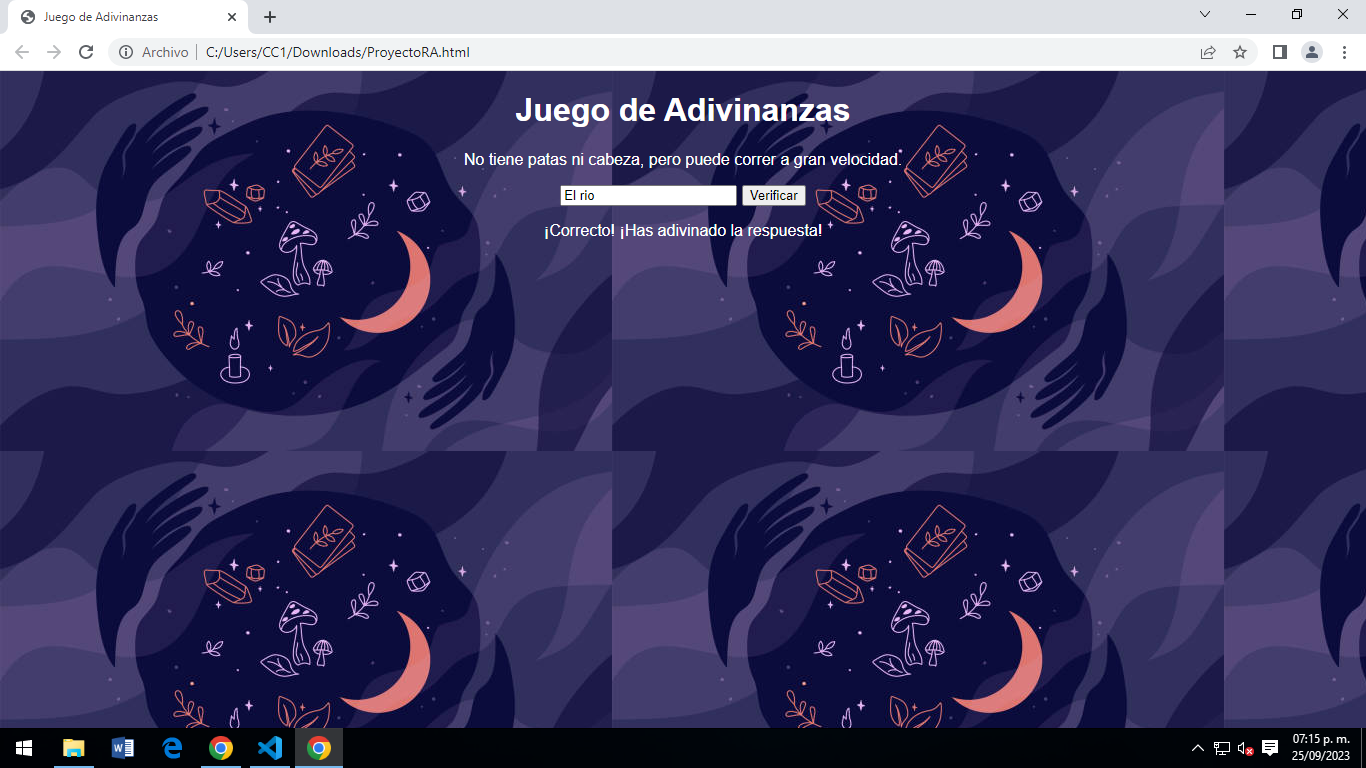 Juego de Adivinanzas
Archivo
C:/Users/CC1/Downloads/ProyectoRA.html
Juego de Adivinanzas
No tiene patas ni cabeza, pero puede correr a gran velocidad.
El rio
Verificar
¡Correcto! ¡Has adivinado la respuesta!
07:15 p. m.
25/09/2023